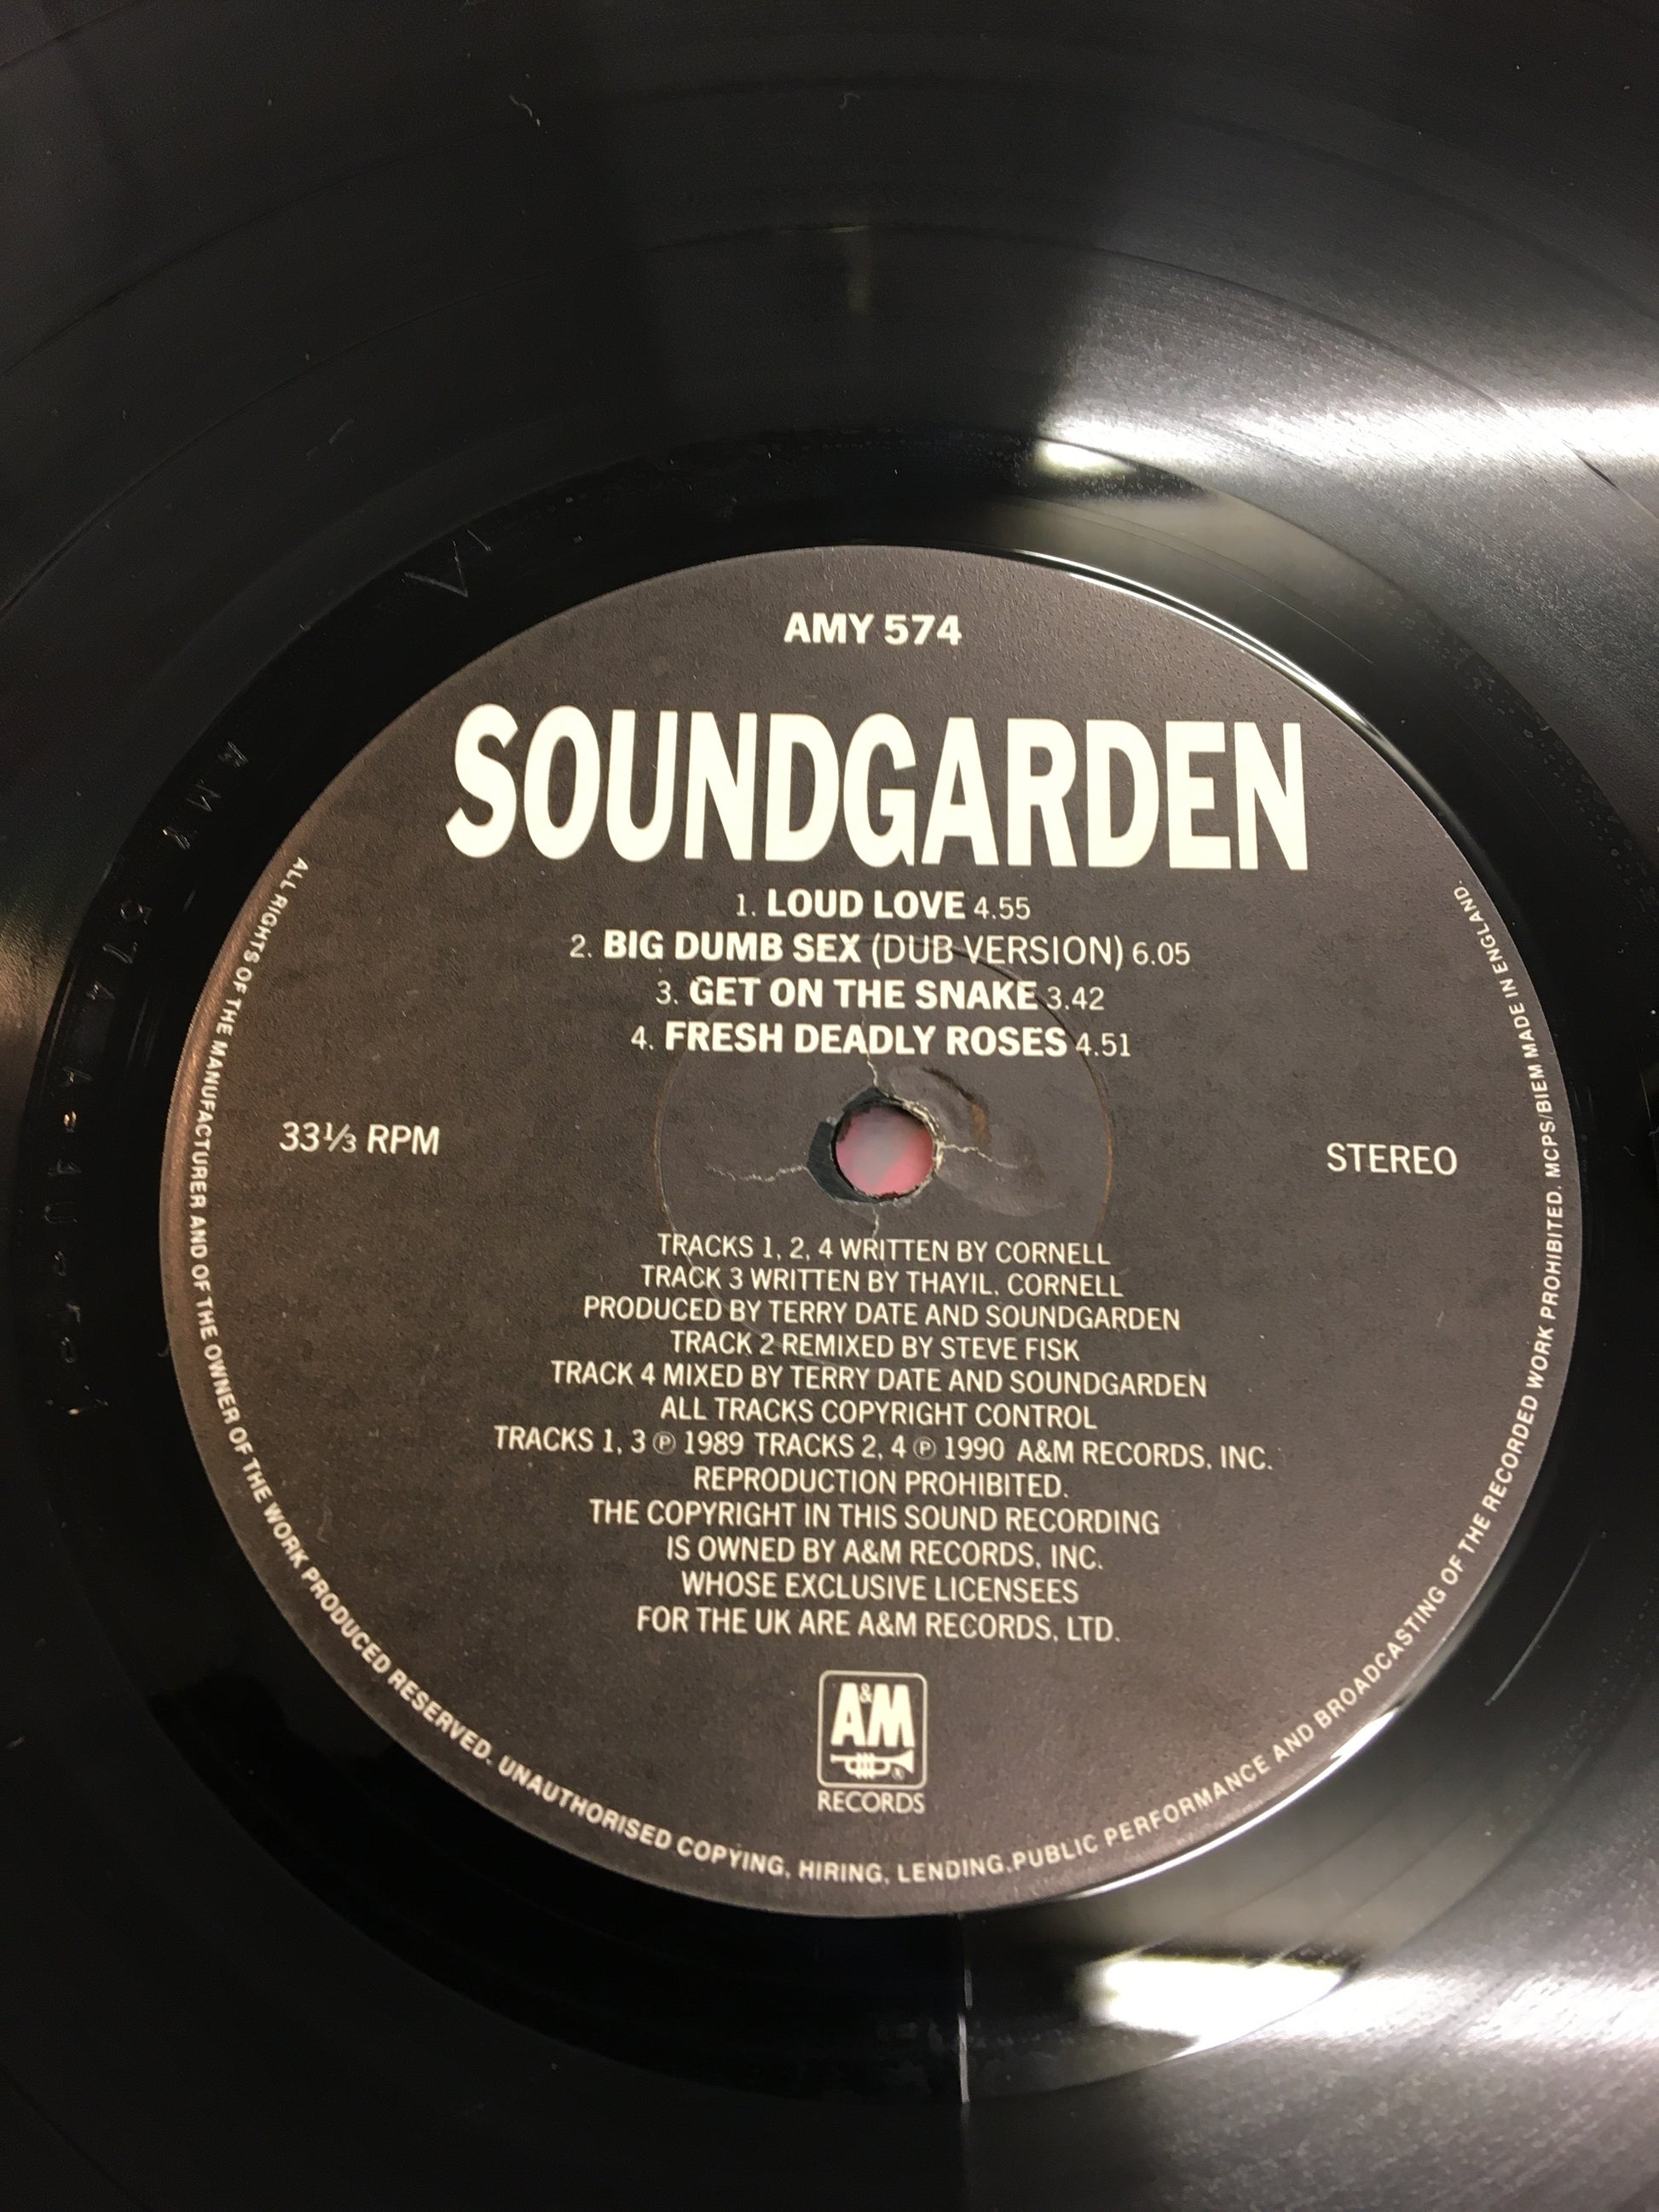 AMY 574
SOUNDGARDEN
1. LOUD LOVE 4.55
2. BIG DUMB SEX (DUB VERSION) 6.05
3. GET ON THE SNAKE 3.42
4. FRESH DEADLY ROSES 4.51
33⅓ RPM
STEREO
TRACKS 1, 2, 4 WRITTEN BY CORNELL
TRACK 3 WRITTEN BY THAYIL, CORNELL
PRODUCED BY TERRY DATE AND SOUNDGARDEN
TRACK 2 REMIXED BY STEVE FISK
TRACK 4 MIXED BY TERRY DATE AND SOUNDGARDEN
ALL TRACKS COPYRIGHT CONTROL
TRACKS 1, 3 ℗ 1989 TRACKS 2, 4 ℗ 1990 A&M RECORDS, INC.
REPRODUCTION PROHIBITED.
THE COPYRIGHT IN THIS SOUND RECORDING
IS OWNED BY A&M RECORDS, INC.
WHOSE EXCLUSIVE LICENSEES
FOR THE UK ARE A&M RECORDS, LTD.
A&M
RECORDS
ALL RIGHTS OF THE MANUFACTURER AND OF THE OWNER OF THE WORK PRODUCED RESERVED. UNAUTHORISED COPYING, HIRING, LENDING, PUBLIC PERFORMANCE AND BROADCASTING OF THE RECORDED WORK PROHIBITED. MCPS/BIEM MADE IN ENGLAND.